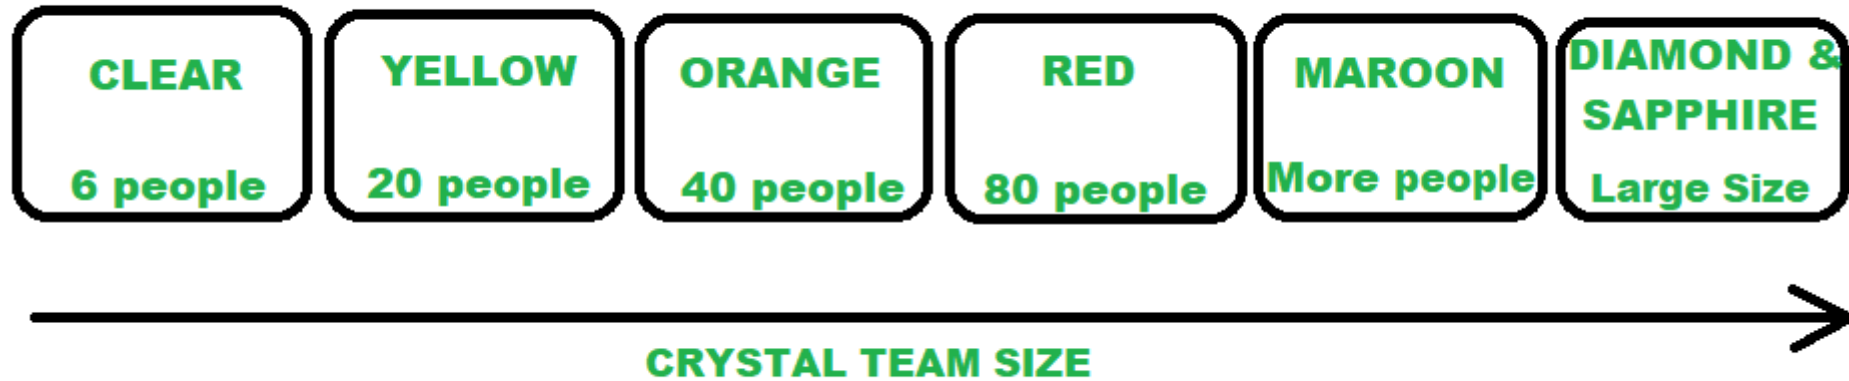 CLEAR
6 people
YELLOW
20 people
ORANGE
40 people
RED
80 people
MAROON
More people
DIAMOND &
SAPPHIRE
Large Size
CRYSTAL TEAM SIZE